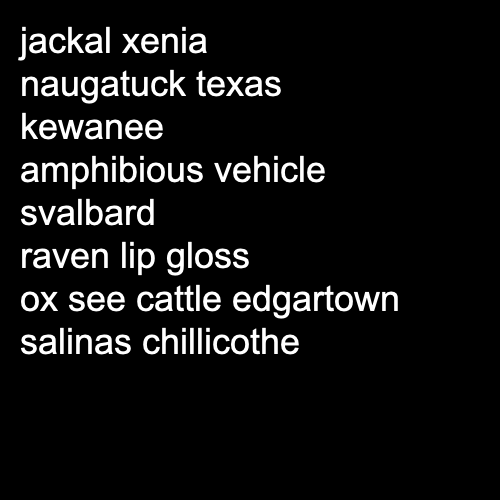 jackal xenia
naugatuck texas
kewanee
amphibious vehicle
svalbard
raven lip gloss
ox see cattle edgartown
salinas chillicothe